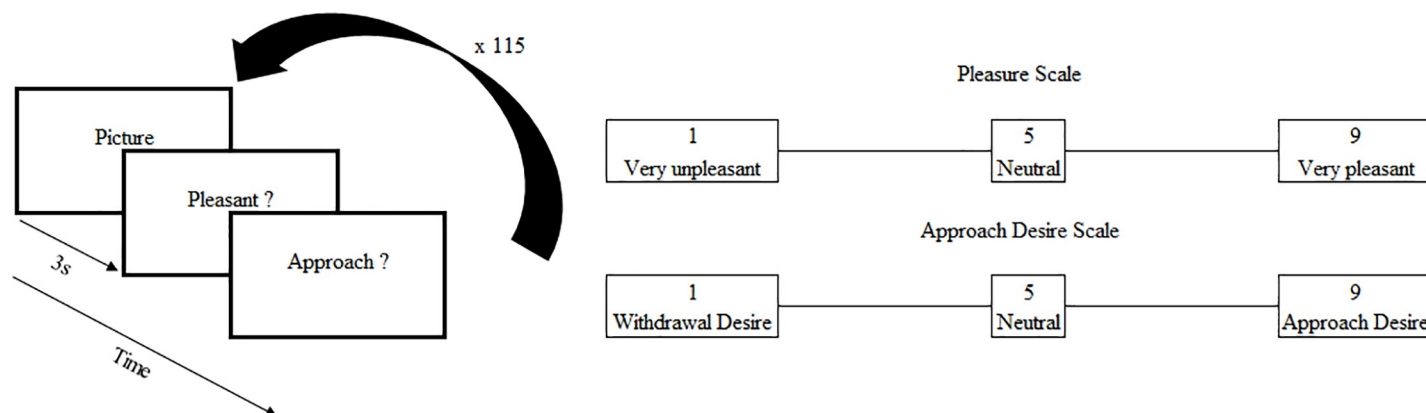 x 115
Picture
Pleasant ?
Approach ?
3s
Time
Pleasure Scale
1
Very unpleasant
5
Neutral
9
Very pleasant
Approach Desire Scale
1
Withdrawal Desire
5
Neutral
9
Approach Desire